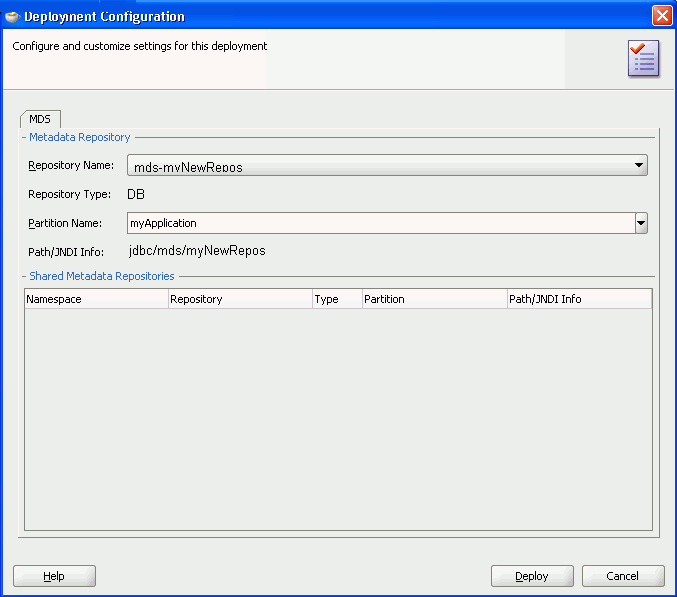 Deployment Configuration
Configure and customize settings for this deployment
MDS
Metadata Repository
Repository Name: mds-myNewRepos
Repository Type: DB
Partition Name: myApplication
Path/JNDI Info: jdbc/mds/myNewRepos
Shared Metadata Repositories
Namespace Repository Type Partition Path/JNDI Info
Help Deploy Cancel